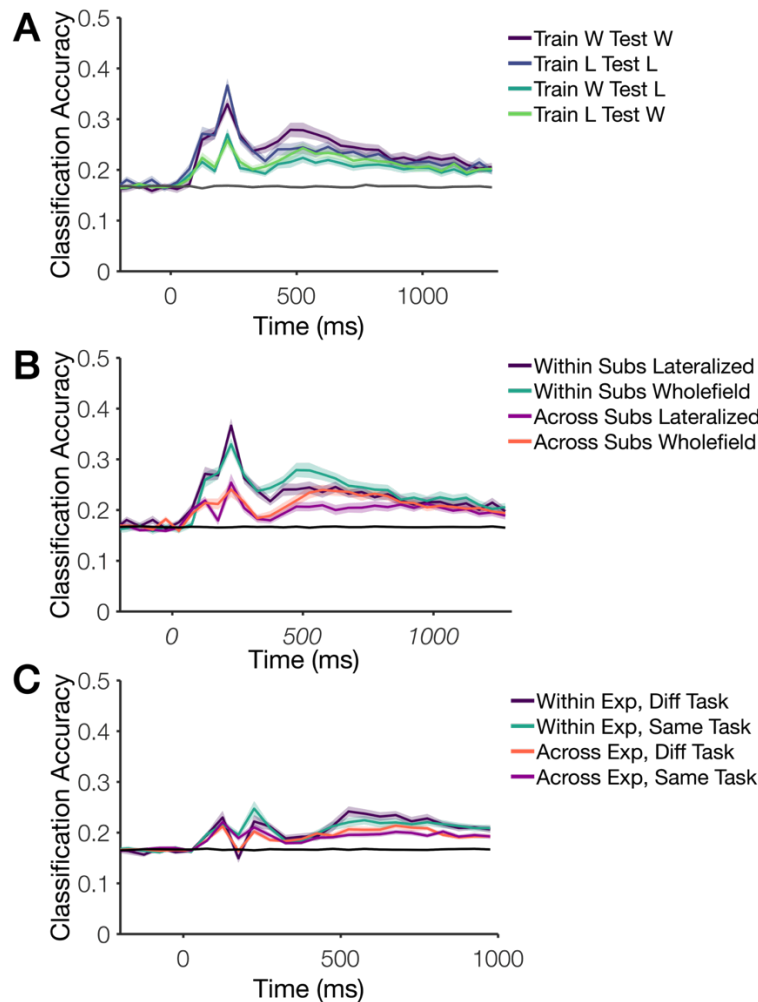 A
Classification Accuracy
0.5
0.4
0.3
0.2
0.1
0
0
500
1000
Time (ms)
Train W Test W
Train L Test L
Train W Test L
Train L Test W
B
Classification Accuracy
0.5
0.4
0.3
0.2
0.1
0
0
500
1000
Time (ms)
Within Subs Lateralized
Within Subs Wholefield
Across Subs Lateralized
Across Subs Wholefield
C
Classification Accuracy
0.5
0.4
0.3
0.2
0.1
0
0
500
1000
Time (ms)
Within Exp, Diff Task
Within Exp, Same Task
Across Exp, Diff Task
Across Exp, Same Task